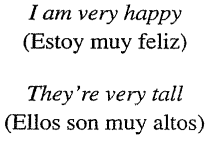 I am very happy
(Estoy muy feliz)
They're very tall
(Ellos son muy altos)